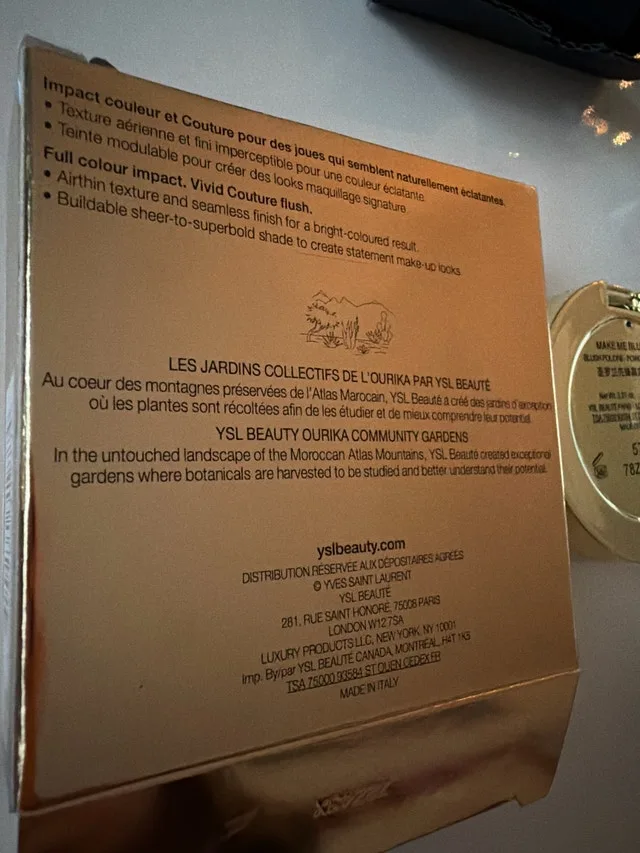 Impact couleur et Couture pour des joues qui semblent naturellement éclatantes.
• Texture aérienne et fini imperceptible pour une couleur éclatante.
• Teinte modulable pour créer des looks maquillage signature.
Full colour impact. Vivid Couture flush.
• Airthin texture and seamless finish for a bright-coloured result.
• Buildable sheer-to-superbold shade to create statement make-up looks.
LES JARDINS COLLECTIFS DE L'OURIKA PAR YSL BEAUTÉ
Au coeur des montagnes préservées de l'Atlas Marocain, YSL Beauté a créé des jardins d'exception
où les plantes sont récoltées afin de les étudier et de mieux comprendre leur potentiel.
YSL BEAUTY OURIKA COMMUNITY GARDENS
In the untouched landscape of the Moroccan Atlas Mountains, YSL Beauté created exceptional
gardens where botanicals are harvested to be studied and better understand their potential.
yslbeauty.com
DISTRIBUTION RÉSERVÉE AUX DÉPOSITAIRES AGRÉÉS
© YVES SAINT LAURENT
YSL BEAUTÉ
281, RUE SAINT HONORÉ, 75008 PARIS
LONDON W12 7SA
LUXURY PRODUCTS LLC, NEW YORK, NY 10001
Imp. By/par YSL BEAUTÉ CANADA, MONTRÉAL, H4T 1K5
TSA 75000 93584 ST OUEN CEDEX FR
MADE IN ITALY
MAKE ME BLU